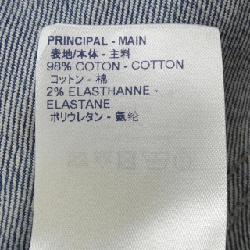 PRINCIPAL - MAIN
表地/本体 - 主料
98% COTON - COTTON
コットン - 棉
2% ELASTHANNE -
ELASTANE
ポリウレタン - 氨纶